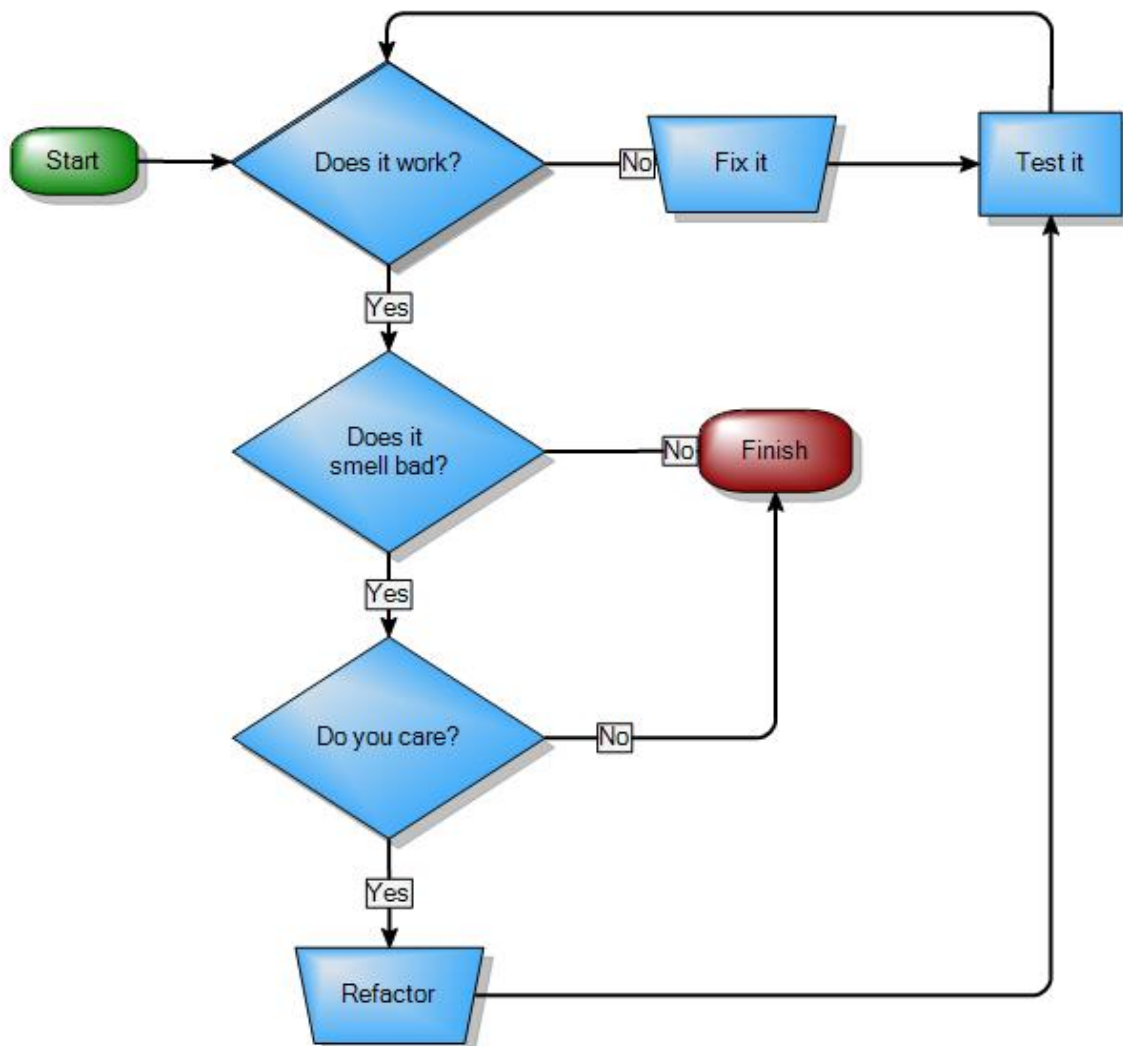 Start
Does it work?
No
Fix it
Test it
Yes
Does it
smell bad?
No
Finish
Yes
Do you care?
No
Yes
Refactor